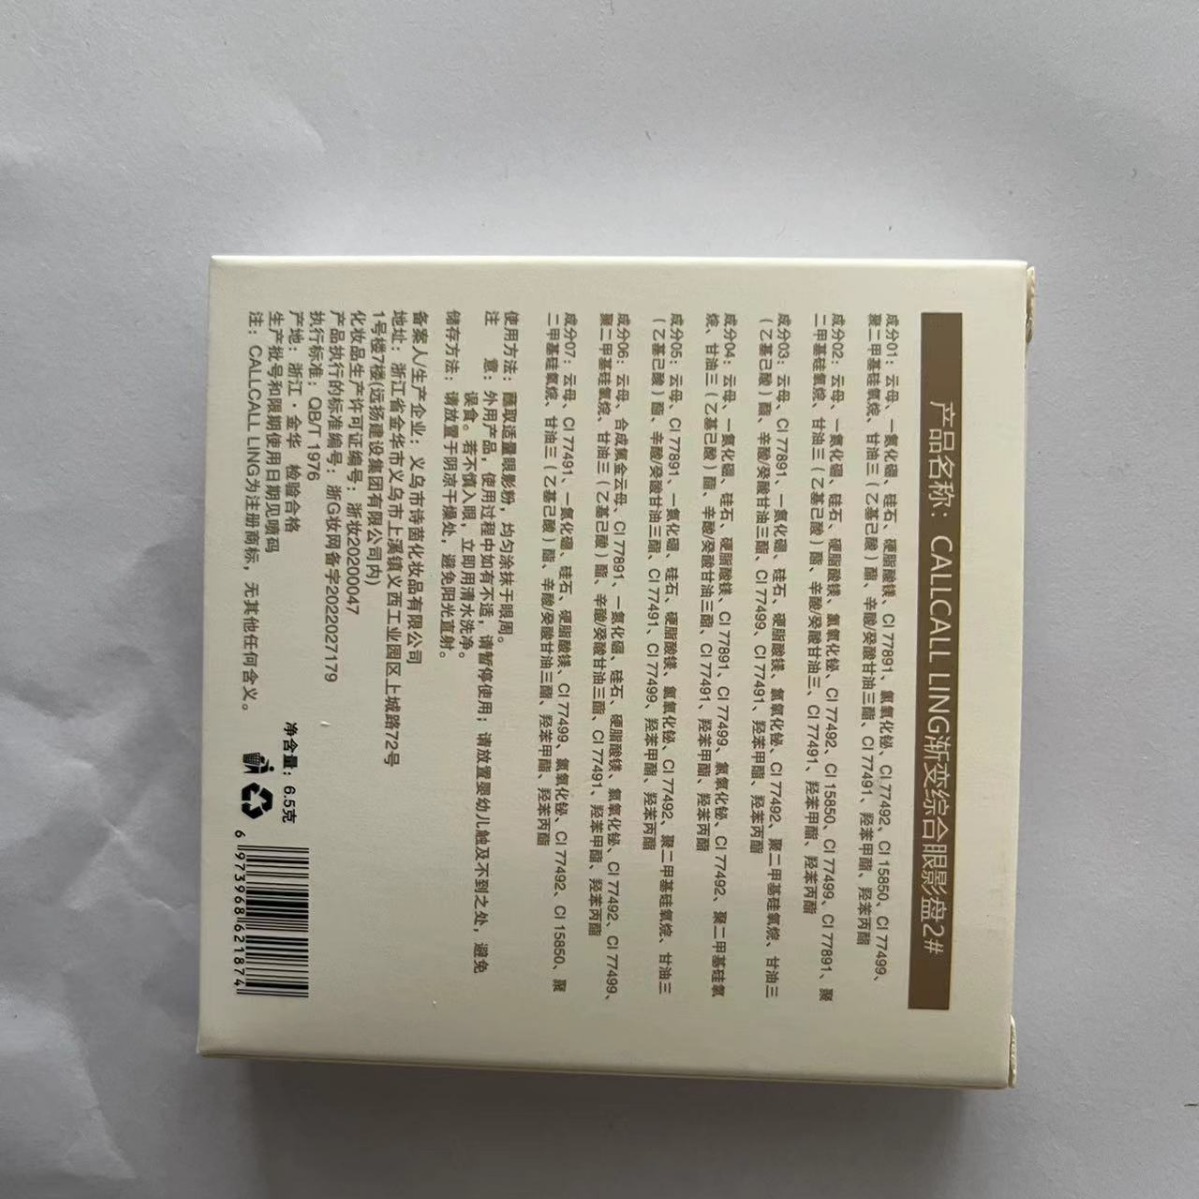 产品名称：CALLCALL LING渐变综合眼影盘2#
成分01：云母、一氮化硼、硅石、硬脂酸镁、CI 77891、氯氧化铋、CI 77492、CI 15850、CI 77499、
聚二甲基硅氧烷、甘油三（乙基己酸）酯、辛酸/癸酸甘油三酯、CI 77491、羟苯甲酯、羟苯丙酯
成分02：云母、一氮化硼、硅石、硬脂酸镁、氯氧化铋、CI 77492、CI 15850、CI 77499、CI 77891、聚
二甲基硅氧烷、甘油三（乙基己酸）酯、辛酸/癸酸甘油三、CI 77491、羟苯甲酯、羟苯丙酯
成分03：云母、CI 77891、一氮化硼、硅石、硬脂酸镁、氯氧化铋、CI 77492、聚二甲基硅氧烷、甘油三
（乙基己酸）酯、辛酸/癸酸甘油三酯、CI 77499、CI 77491、羟苯甲酯、羟苯丙酯
成分04：云母、一氮化硼、硅石、硬脂酸镁、CI 77891、CI 77499、氯氧化铋、CI 77492、聚二甲基硅氧
烷、甘油三（乙基己酸）酯、辛酸/癸酸甘油三酯、CI 77491、羟苯甲酯、羟苯丙酯
成分05：云母、CI 77891、一氮化硼、硅石、硬脂酸镁、氯氧化铋、CI 77492、聚二甲基硅氧烷、甘油三
（乙基己酸）酯、辛酸/癸酸甘油三酯、CI 77491、CI 77499、羟苯甲酯、羟苯丙酯
成分06：云母、合成氟金云母、CI 77891、一氮化硼、硅石、硬脂酸镁、氯氧化铋、CI 77492、CI 77499、
聚二甲基硅氧烷、甘油三（乙基己酸）酯、辛酸/癸酸甘油三酯、CI 77491、羟苯甲酯、羟苯丙酯
成分07：云母、CI 77491、一氮化硼、硅石、硬脂酸镁、CI 77499、氯氧化铋、CI 77492、CI 15850、聚
二甲基硅氧烷、甘油三（乙基己酸）酯、辛酸/癸酸甘油三酯、羟苯甲酯、羟苯丙酯
使用方法：蘸取适量眼影粉，均匀涂抹于眼周。
注 意：外用产品，使用过程中如有不适，请暂停使用；请放置婴幼儿触及不到之处，避免
误食。若不慎入眼，立即用清水洗净。
储存方法：请放置于阴凉干燥处，避免阳光直射。
备案人/生产企业：义乌市诗茵化妆品有限公司
地址：浙江省金华市义乌市上溪镇义西工业园区上城路72号
1号楼7楼(远扬建设集团有限公司内)
化妆品生产许可证编号：浙妆20200047
产品执行的标准编号：浙G妆网备字2022027179
执行标准：QB/T 1976
产地：浙江·金华 检验合格
生产批号和限期使用日期见喷码
注：CALLCALL LING为注册商标，无其他任何含义。
净含量：6.5克
6 973968 621874